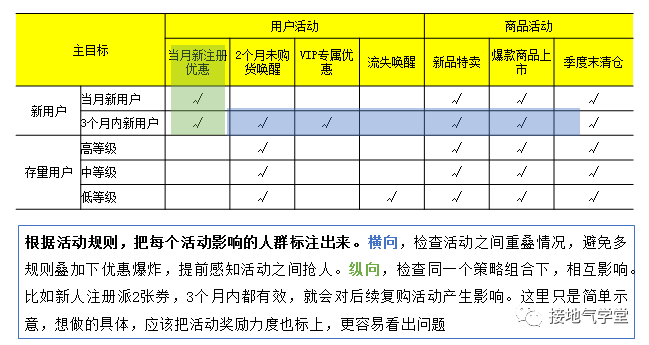 主目标 用户活动 商品活动
当月新注册优惠 2个月未购货唤醒 VIP专属优惠 流失唤醒 新品特卖 爆款商品上市 季度末清仓
新用户 当月新用户 √ √ √ √
3个月内新用户 √ √ √ √ √ √
存量用户 高等级 √ √ √ √
中等级 √ √ √ √
低等级 √ √ √ √ √
根据活动规则，把每个活动影响的人群标注出来。横向，检查活动之间重叠情况，避免多
规则叠加下优惠爆炸，提前感知活动之间抢人。纵向，检查同一个策略组合下，相互影响。
比如新人注册派2张券，3个月内都有效，就会对后续复购活动产生影响。这里只是简单示
意，想做的具体，应该把活动奖励力度也标上，更容易看出问题
接地气学堂